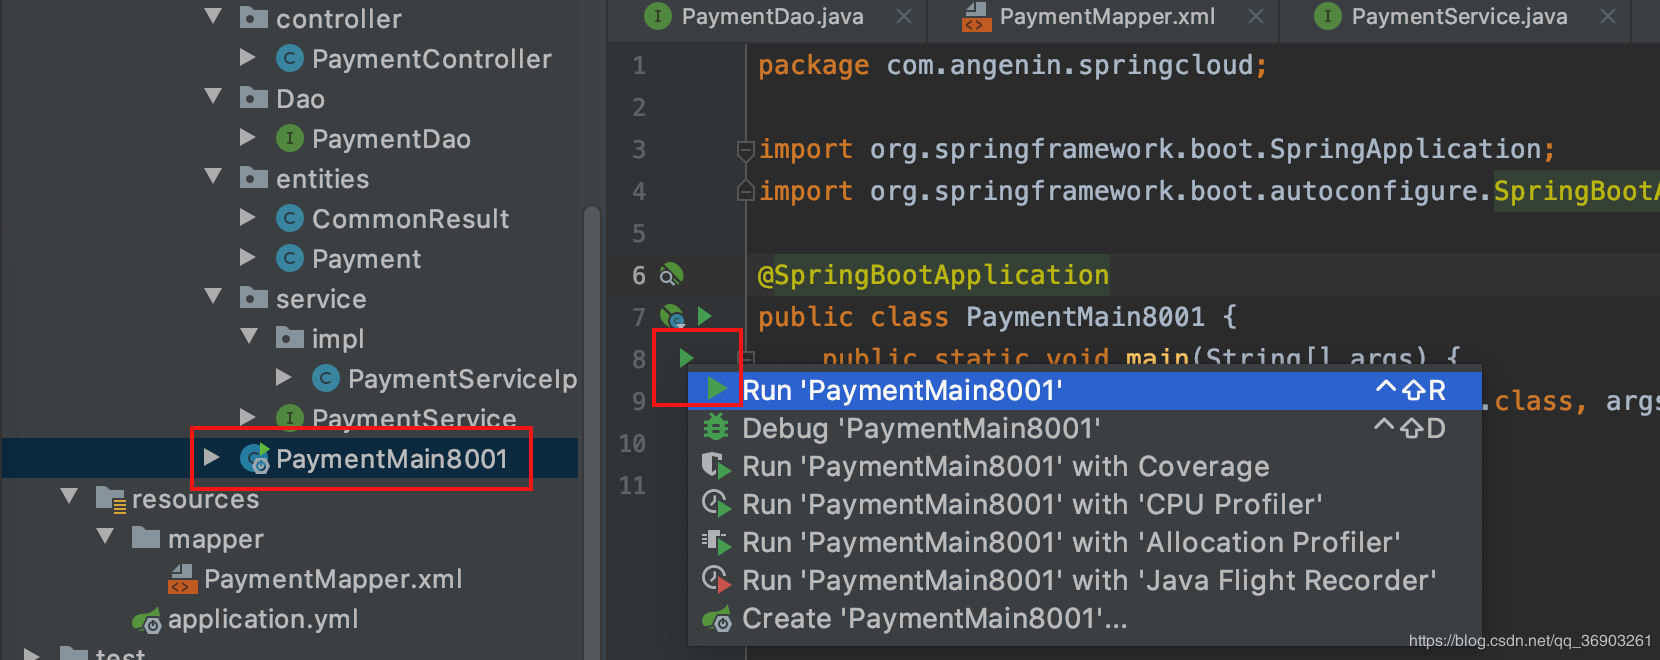 controller
PaymentController
Dao
PaymentDao
entities
CommonResult
Payment
service
impl
PaymentServiceIp
PaymentService
PaymentMain8001
resources
mapper
PaymentMapper.xml
application.yml
test
PaymentDao.java
PaymentMapper.xml
PaymentService.java
1 package com.angenin.springcloud;
2
3 import org.springframework.boot.SpringApplication;
4 import org.springframework.boot.autoconfigure.SpringBootA
5
6 @SpringBootApplication
7 public class PaymentMain8001 {
8 public static void main(String[] args) {
9 .class, args
10
11
Run 'PaymentMain8001' ^⇧R
Debug 'PaymentMain8001' ^⇧D
Run 'PaymentMain8001' with Coverage
Run 'PaymentMain8001' with 'CPU Profiler'
Run 'PaymentMain8001' with 'Allocation Profiler'
Run 'PaymentMain8001' with 'Java Flight Recorder'
Create 'PaymentMain8001'...
https://blog.csdn.net/qq_36903261